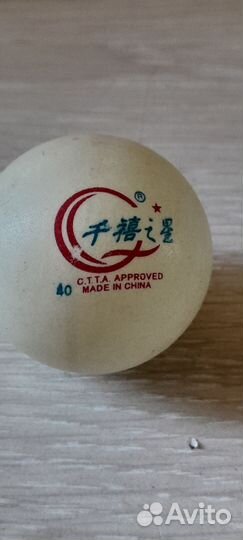 ®
千禧之星
C.T.T.A. APPROVED
40 MADE IN CHINA
Avito